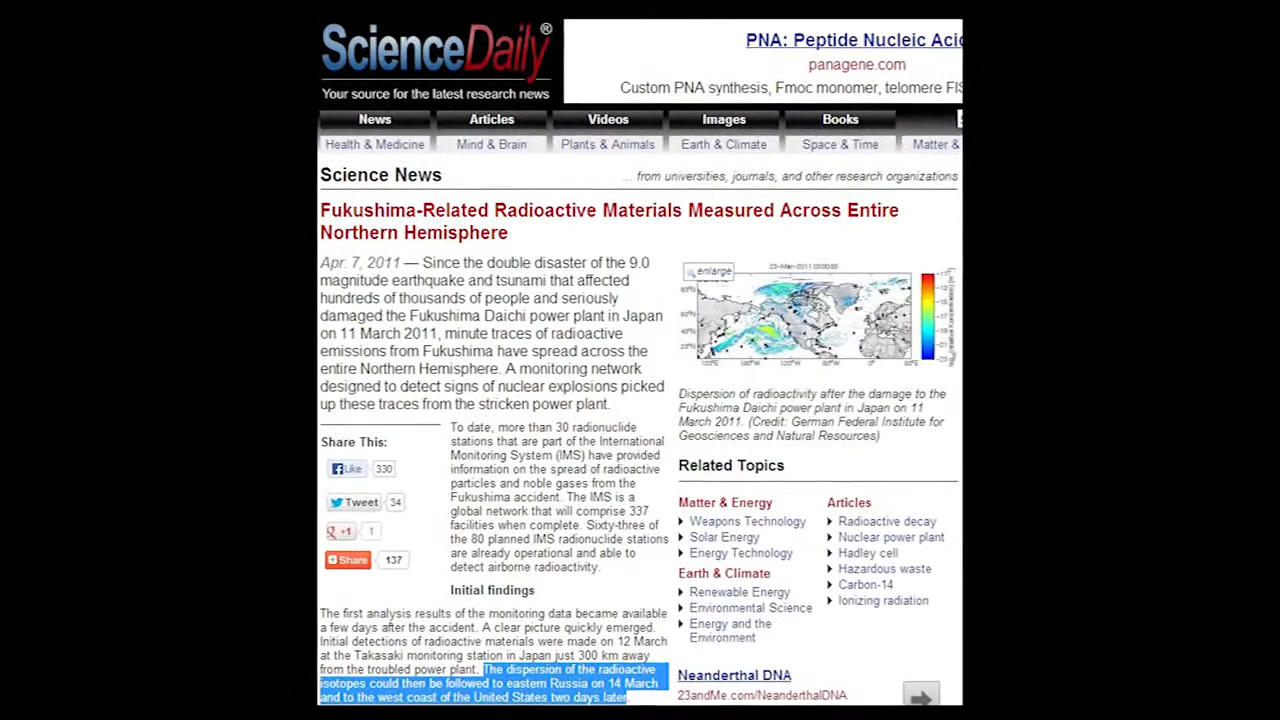 ScienceDaily®
Your source for the latest research news
PNA: Peptide Nucleic Acid
panagene.com
Custom PNA synthesis, Fmoc monomer, telomere FIS
News
Articles
Videos
Images
Books
Health & Medicine
Mind & Brain
Plants & Animals
Earth & Climate
Space & Time
Matter &
Science News
... from universities, journals, and other research organizations
Fukushima-Related Radioactive Materials Measured Across Entire
Northern Hemisphere
Apr. 7, 2011 — Since the double disaster of the 9.0
magnitude earthquake and tsunami that affected
hundreds of thousands of people and seriously
damaged the Fukushima Daichi power plant in Japan
on 11 March 2011, minute traces of radioactive
emissions from Fukushima have spread across the
entire Northern Hemisphere. A monitoring network
designed to detect signs of nuclear explosions picked
up these traces from the stricken power plant.
Share This:
Like
330
Tweet
34
+1
1
Share
137
To date, more than 30 radionuclide
stations that are part of the International
Monitoring System (IMS) have provided
information on the spread of radioactive
particles and noble gases from the
Fukushima accident. The IMS is a
global network that will comprise 337
facilities when complete. Sixty-three of
the 80 planned IMS radionuclide stations
are already operational and able to
detect airborne radioactivity.
Initial findings
The first analysis results of the monitoring data became available
a few days after the accident. A clear picture quickly emerged.
Initial detections of radioactive materials were made on 12 March
at the Takasaki monitoring station in Japan just 300 km away
from the troubled power plant. The dispersion of the radioactive
isotopes could then be followed to eastern Russia on 14 March
and to the west coast of the United States two days later.
enlarge
Dispersion of radioactivity after the damage to the
Fukushima Daichi power plant in Japan on 11
March 2011. (Credit: German Federal Institute for
Geosciences and Natural Resources)
Related Topics
Matter & Energy
Weapons Technology
Solar Energy
Energy Technology
Earth & Climate
Renewable Energy
Environmental Science
Energy and the
Environment
Articles
Radioactive decay
Nuclear power plant
Hadley cell
Hazardous waste
Carbon-14
Ionizing radiation
Neanderthal DNA
23andMe.com/NeanderthalDNA